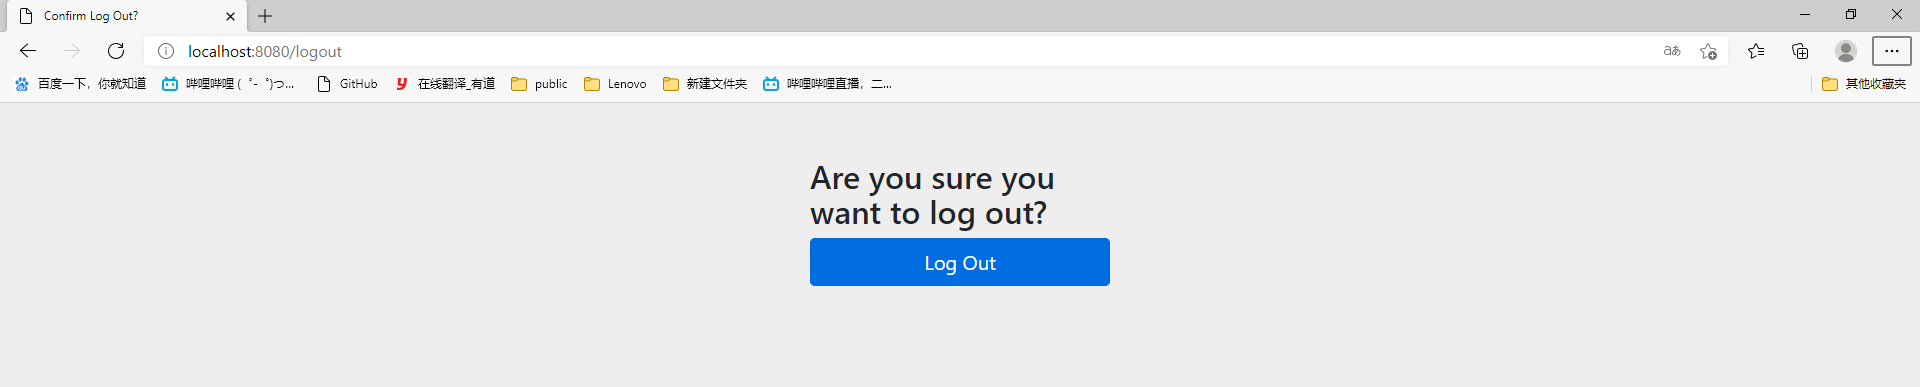 Confirm Log Out?
localhost:8080/logout
aあ
百度一下，你就知道 哔哩哔哩 ( ゜- ゜)つ... GitHub 在线翻译_有道 public Lenovo 新建文件夹 哔哩哔哩直播，二... 其他收藏夹
Are you sure you
want to log out?
Log Out